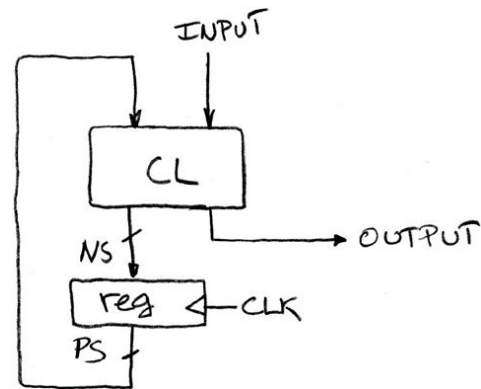 INPUT
CL
NS
OUTPUT
reg
CLK
PS